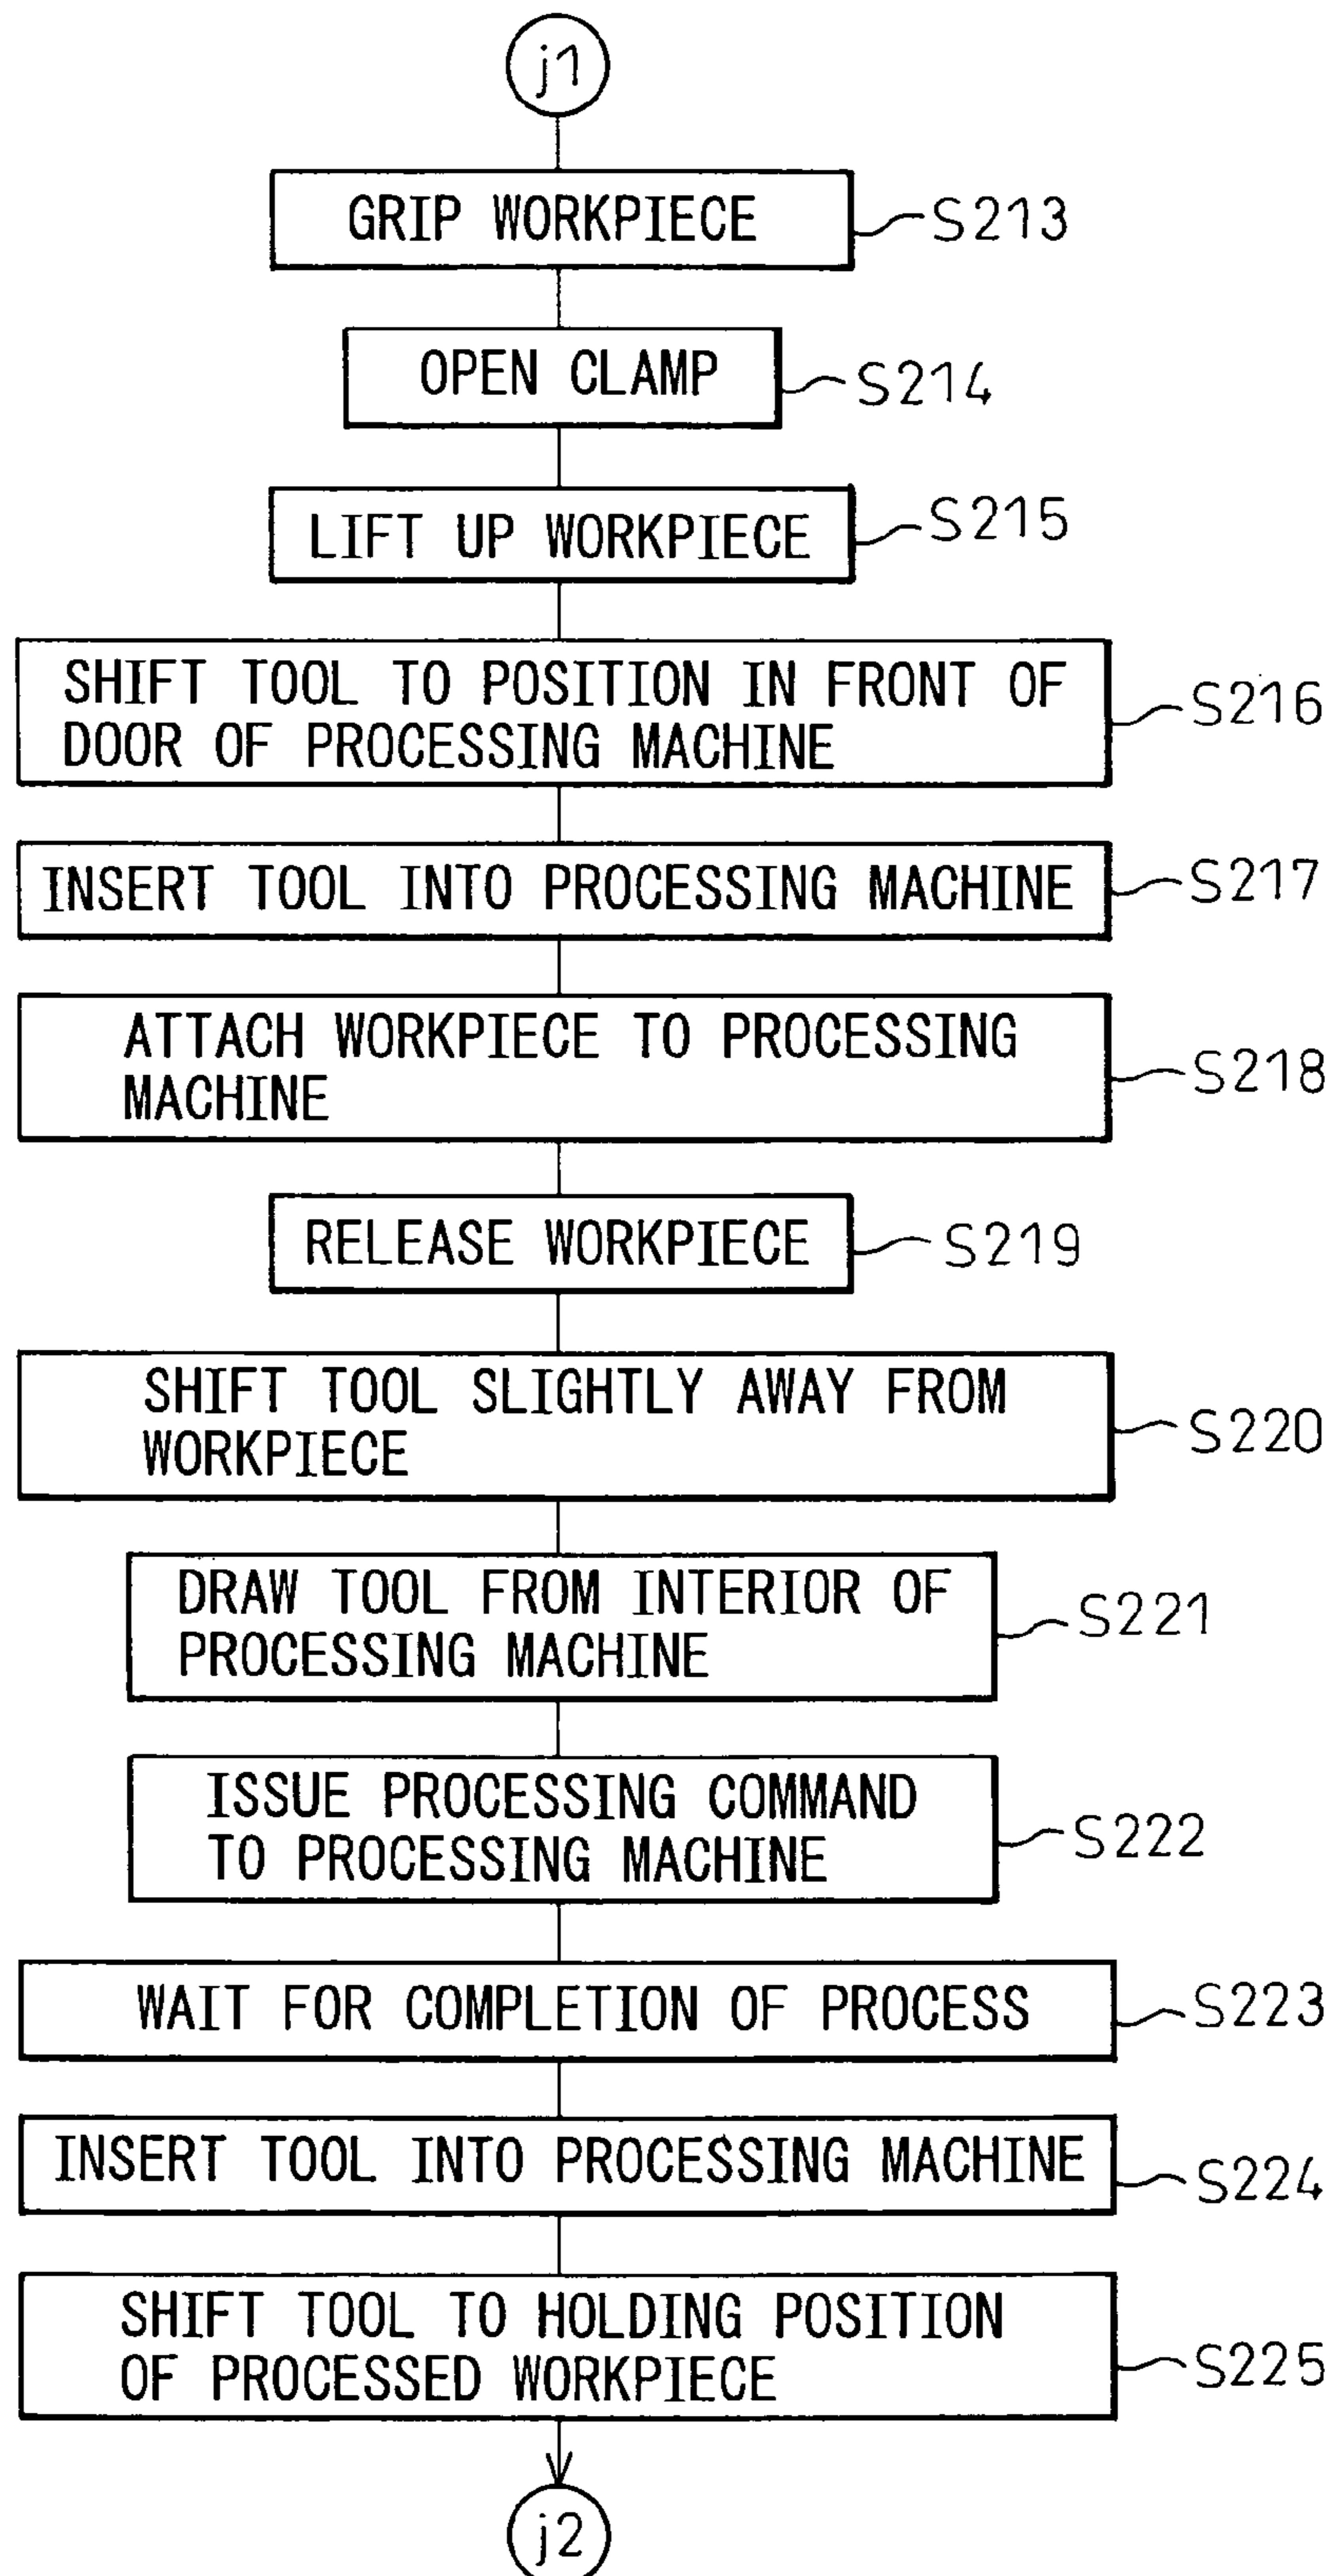 j1
GRIP WORKPIECE
S213
OPEN CLAMP
S214
LIFT UP WORKPIECE
S215
SHIFT TOOL TO POSITION IN FRONT OF
DOOR OF PROCESSING MACHINE
S216
INSERT TOOL INTO PROCESSING MACHINE
S217
ATTACH WORKPIECE TO PROCESSING
MACHINE
S218
RELEASE WORKPIECE
S219
SHIFT TOOL SLIGHTLY AWAY FROM
WORKPIECE
S220
DRAW TOOL FROM INTERIOR OF
PROCESSING MACHINE
S221
ISSUE PROCESSING COMMAND
TO PROCESSING MACHINE
S222
WAIT FOR COMPLETION OF PROCESS
S223
INSERT TOOL INTO PROCESSING MACHINE
S224
SHIFT TOOL TO HOLDING POSITION
OF PROCESSED WORKPIECE
S225
j2